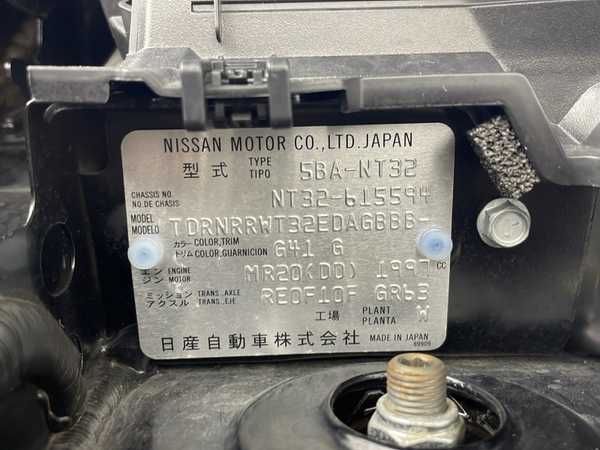 NISSAN MOTOR CO.,LTD.JAPAN
型式 TYPE TIPO 5BA-NT32
CHASSIS NO. NO.DE CHASIS NT32-615594
MODEL MODELO TDRNRRWT32EDAGBBB-
カラー COLOR,TRIM トリム COLOR,GUARNICION G41 G
エンジン ENGINE MOTOR MR20(DD) 1997 CC
ミッション TRANS.,AXLE アクスル TRANS.,EJE RE0F10F GR63
工場 PLANT PLANTA W
日産自動車株式会社 MADE IN JAPAN